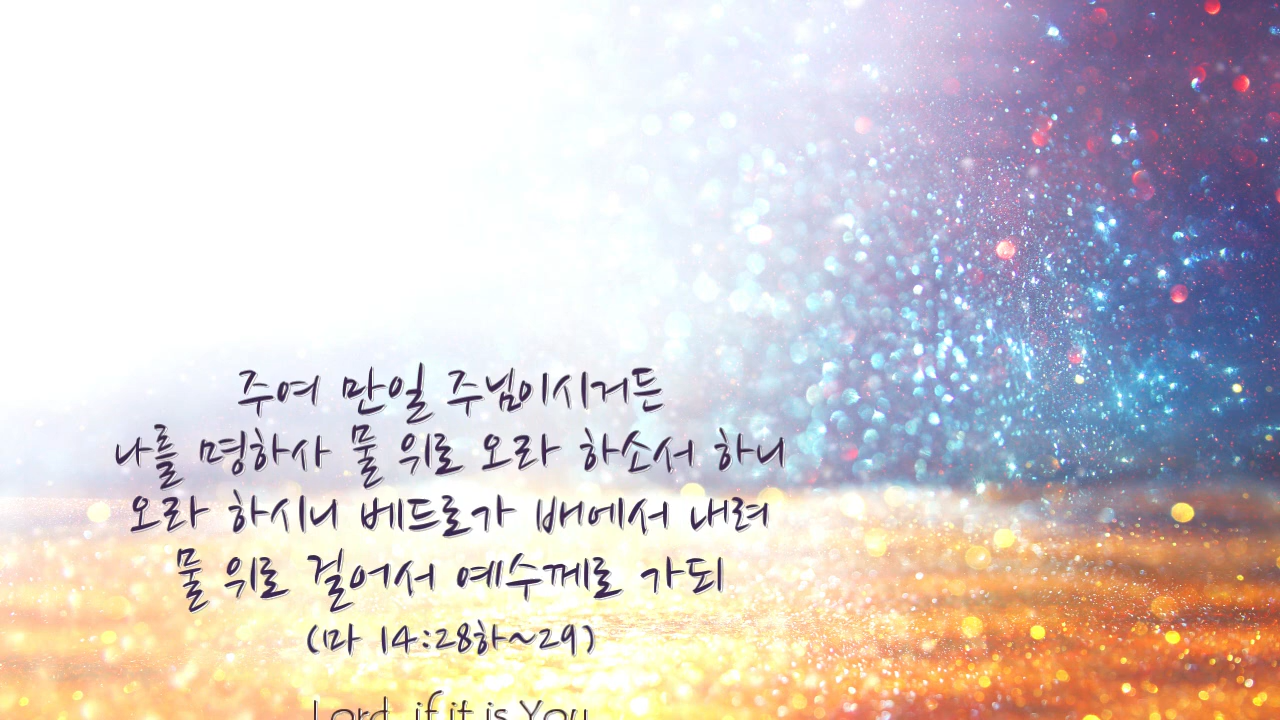 주여 만일 주님이시거든
나를 명하사 물 위로 오라 하소서 하니
오라 하시니 베드로가 배에서 내려
물 위로 걸어서 예수께로 가되
(마 14:28하~29)
Lord, if it is You